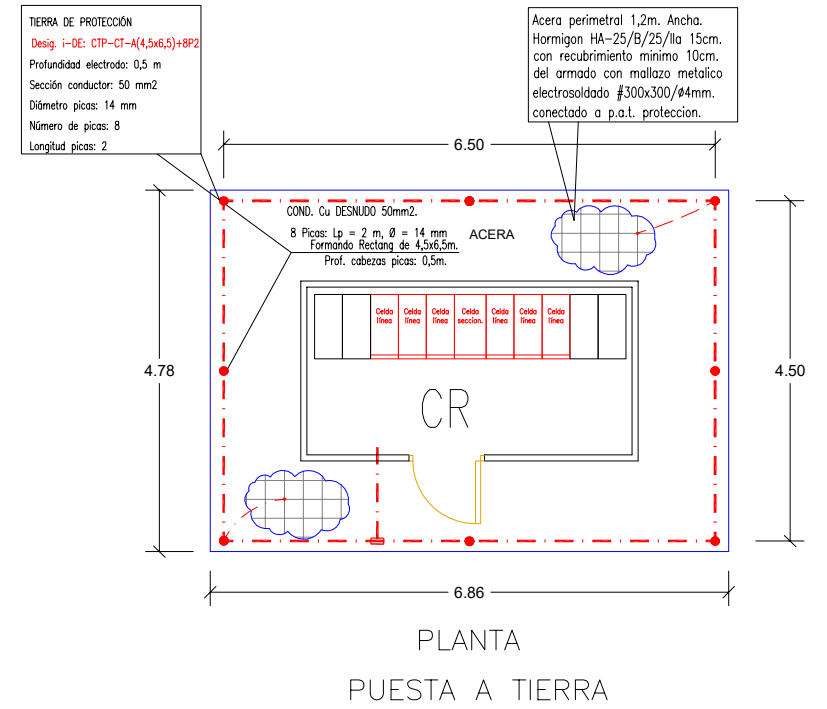 TIERRA DE PROTECCIÓN
Desig. i-DE: CTP-CT-A(4,5x6,5)+8P2
Profundidad electrodo: 0,5 m
Sección conductor: 50 mm2
Diámetro picas: 14 mm
Número de picas: 8
Longitud picas: 2
Acera perimetral 1,2m. Ancha.
Hormigon HA-25/B/25/IIa 15cm.
con recubrimiento minimo 10cm.
del armado con mallazo metalico
electrosoldado #300x300/Ø4mm.
conectado a p.a.t. proteccion.
6.50
COND. Cu DESNUDO 50mm2.
8 Picas: Lp = 2 m, Ø = 14 mm
Formando Rectang de 4,5x6,5m.
Prof. cabezas picas: 0,5m.
ACERA
Celda línea
Celda línea
Celda línea
Celda seccion.
Celda línea
Celda línea
Celda línea
4.78
4.50
CR
6.86
PLANTA
PUESTA A TIERRA